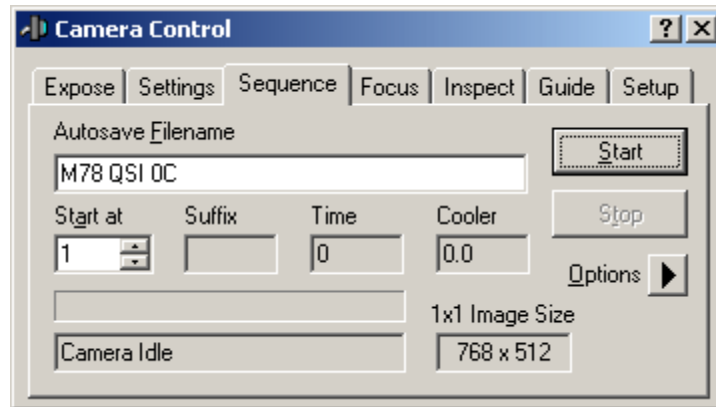 Camera Control
Expose Settings Sequence Focus Inspect Guide Setup
Autosave Filename
M78 QSI 0C
Start
Start at Suffix Time Cooler
Stop
1 0 0.0
Options
1x1 Image Size
Camera Idle 768 x 512